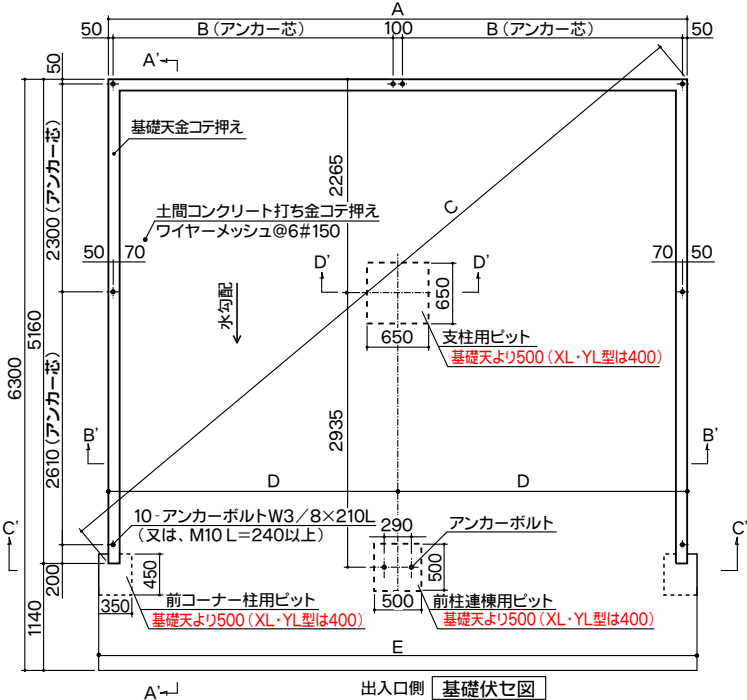 A
50 B（アンカー芯） 100 B（アンカー芯） 50
A'
50
基礎天金コテ押え
2300（アンカー芯）
2265
C
土間コンクリート打ち金コテ押え
ワイヤーメッシュ@6#150
50 70
70 50
D' D'
水勾配
650
650
支柱用ピット
基礎天より500（XL・YL型は400）
5160
6300
2610（アンカー芯）
2935
B' B'
D D
10-アンカーボルトW3／8×210L
（又は、M10 L=240以上）
290
アンカーボルト
C' C'
200
450
350
500
500
前コーナー柱用ピット
基礎天より500（XL・YL型は400）
前柱連棟用ピット
基礎天より500（XL・YL型は400）
1140
E
A'
出入口側 基礎伏せ図